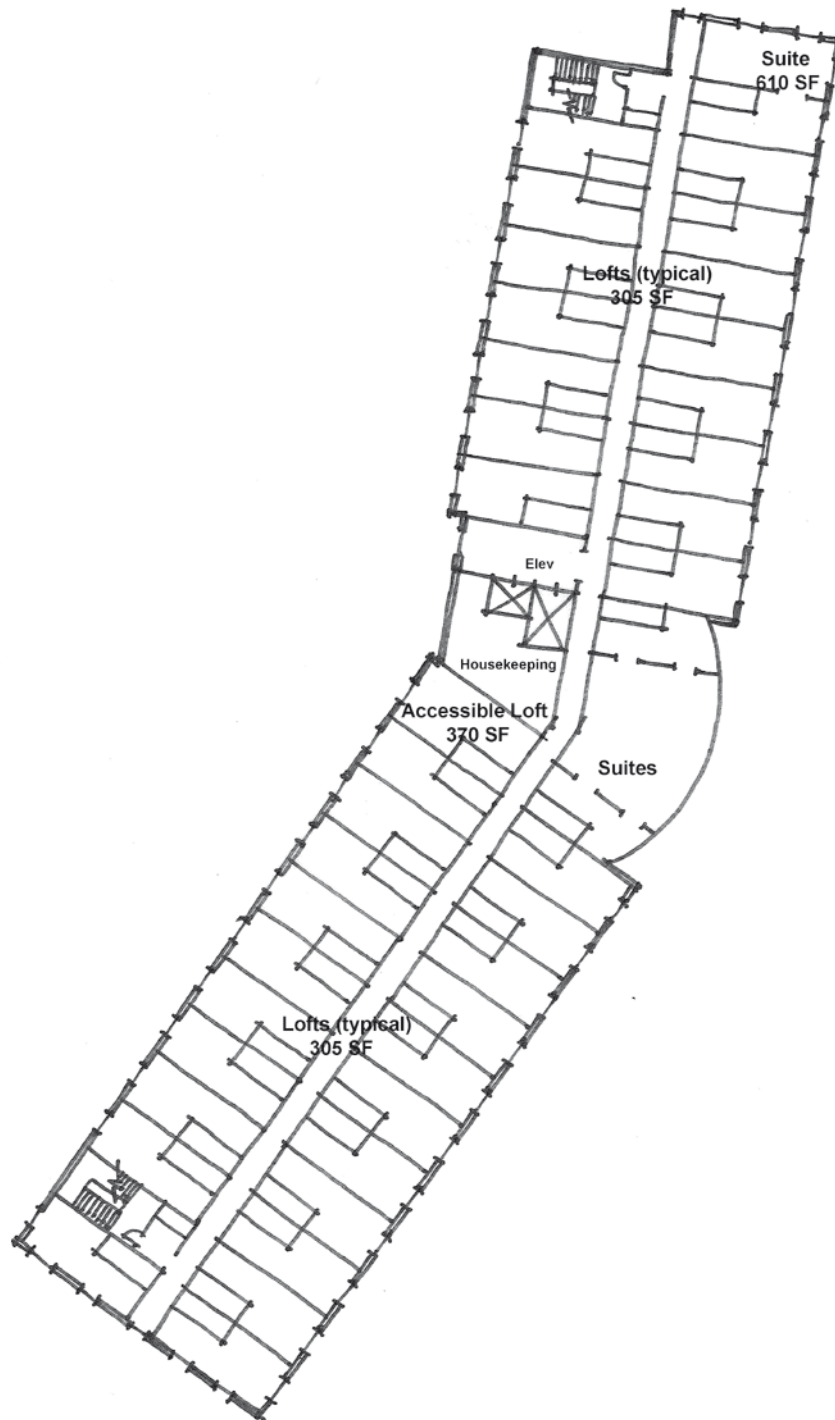 Suite
610 SF
Lofts (typical)
305 SF
Elev
Housekeeping
Accessible Loft
370 SF
Suites
Lofts (typical)
305 SF